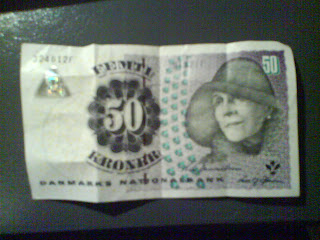 FEMTI
50
50
KRONER
DANMARKS NATIONALBANK